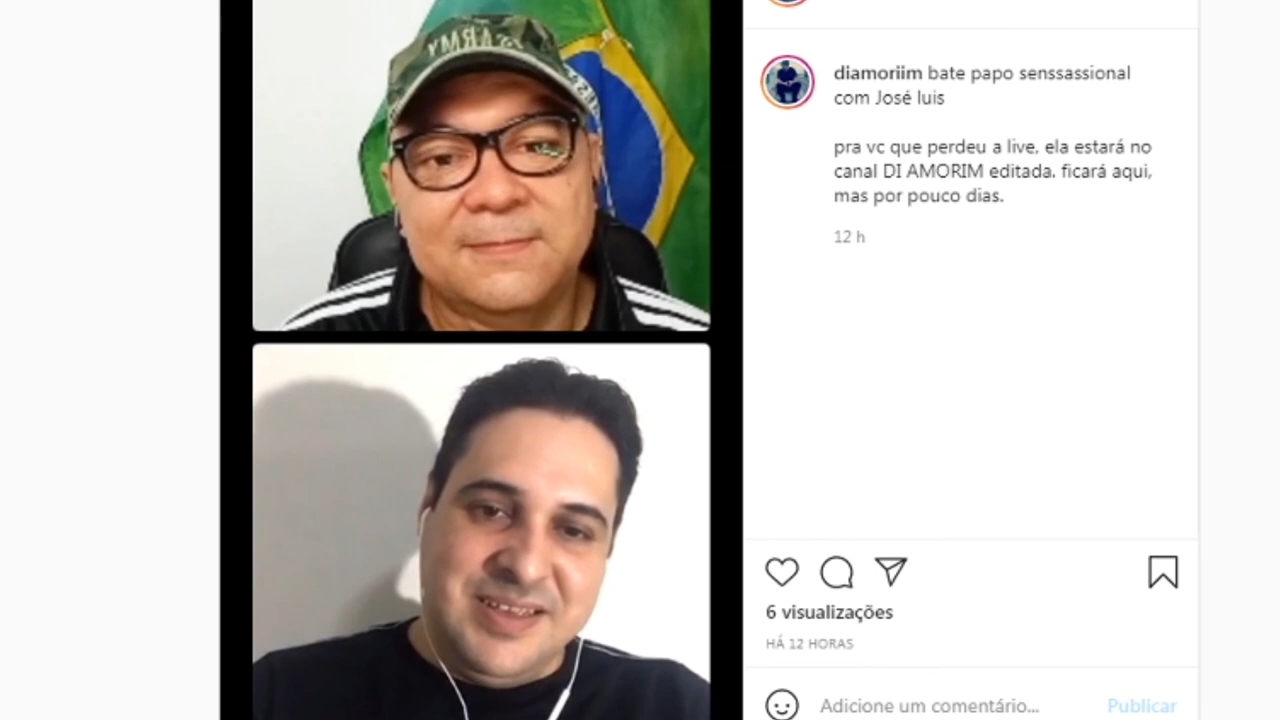 ARMY
diamoriim bate papo senssassional
com José luis
pra vc que perdeu a live, ela estará no
canal DI AMORIM editada. ficará aqui,
mas por pouco dias.
12 h
6 visualizações
HÁ 12 HORAS
Adicione um comentário...
Publicar